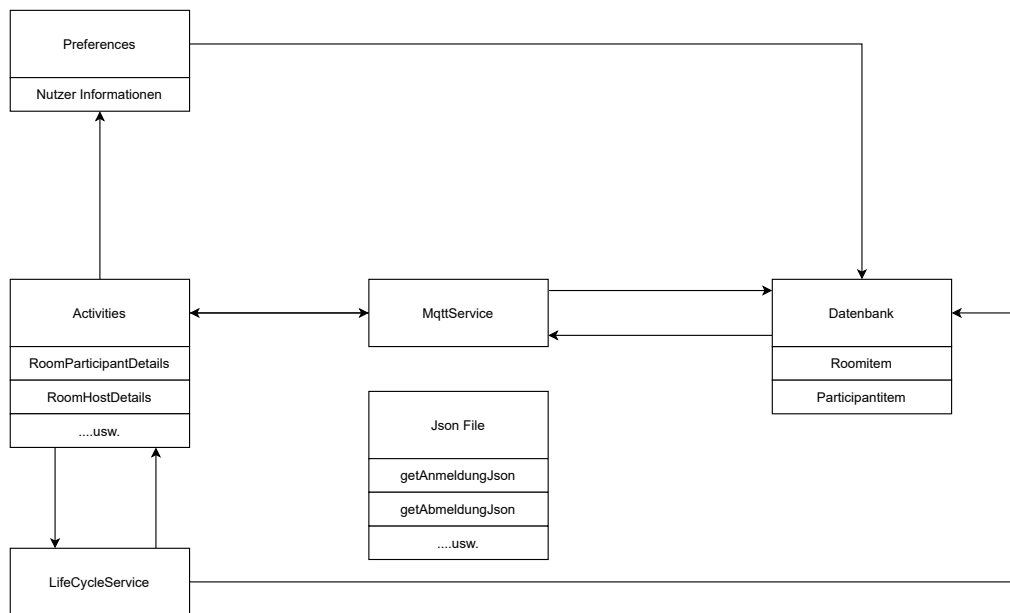 Preferences
Nutzer Informationen
Activities
RoomParticipantDetails
RoomHostDetails
....usw.
MqttService
Datenbank
Roomitem
Participantitem
Json File
getAnmeldungJson
getAbmeldungJson
....usw.
LifeCycleService